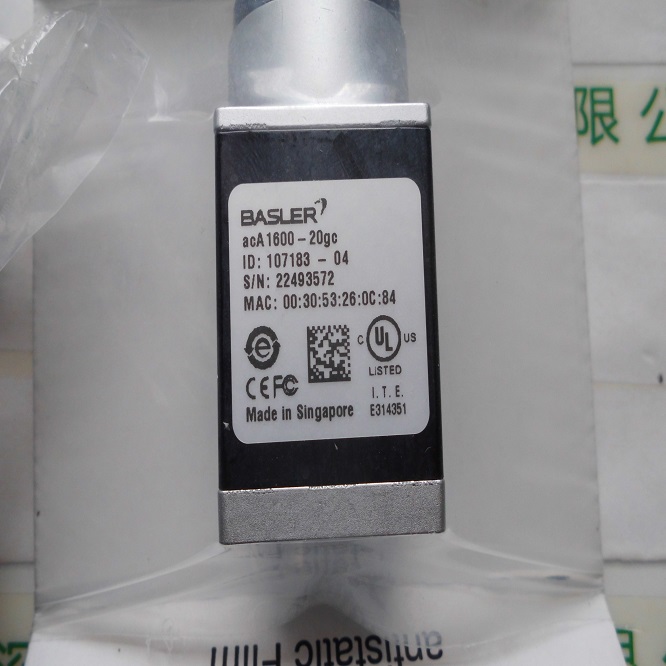 BASLER
acA1600-20gc
ID: 107183 - 04
S/N: 22493572
MAC: 00:30:53:26:0C:84
C UL US
LISTED
CE FC
I. T. E.
Made in Singapore E314351
限公
antistatic Film